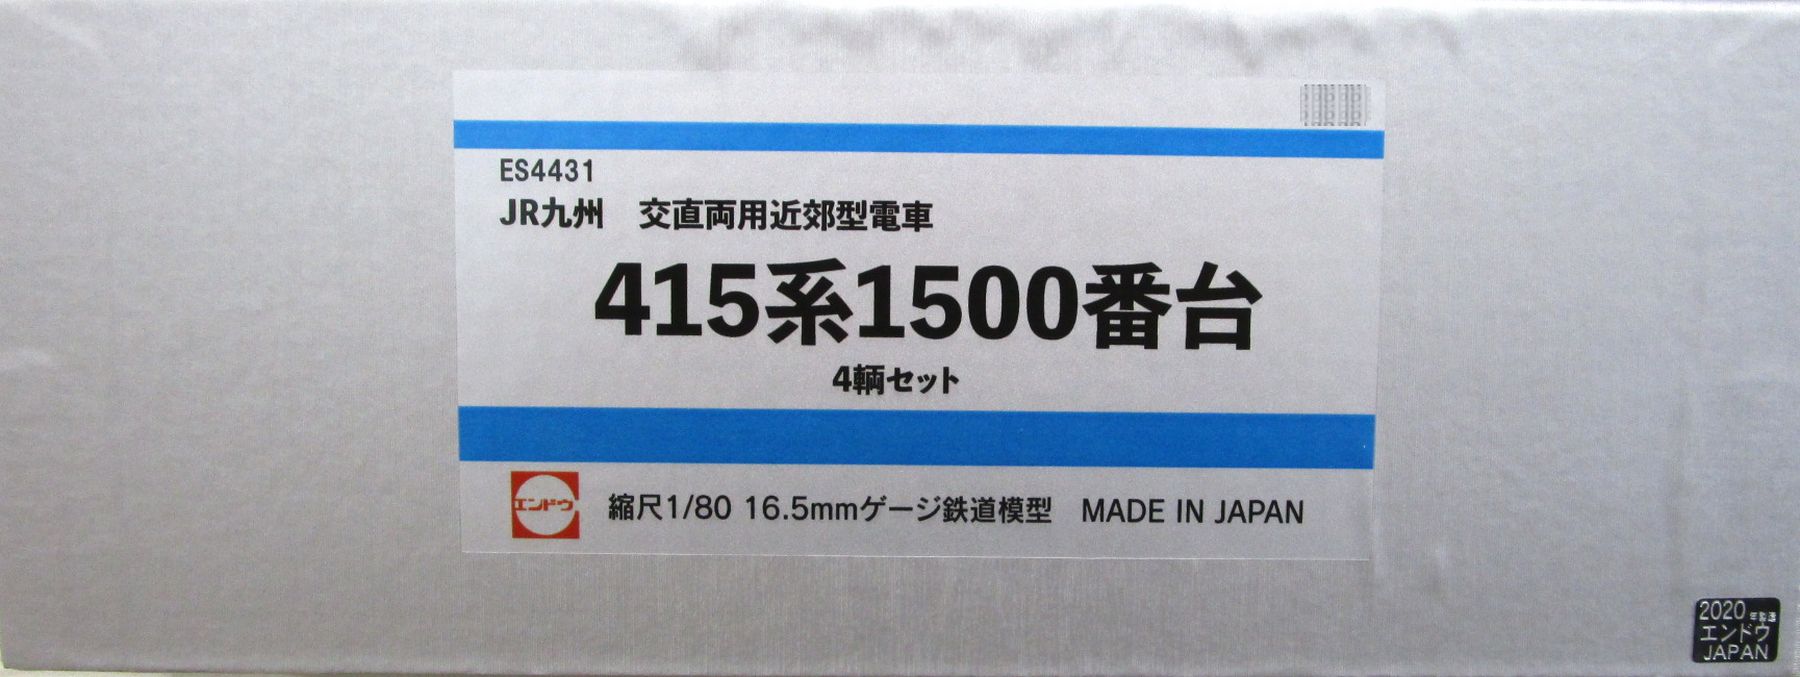 ES4431
JR九州 交直両用近郊型電車
415系1500番台
4輌セット
エンドウ
縮尺1/80 16.5mmゲージ鉄道模型 MADE IN JAPAN
2020
エンドウ
JAPAN